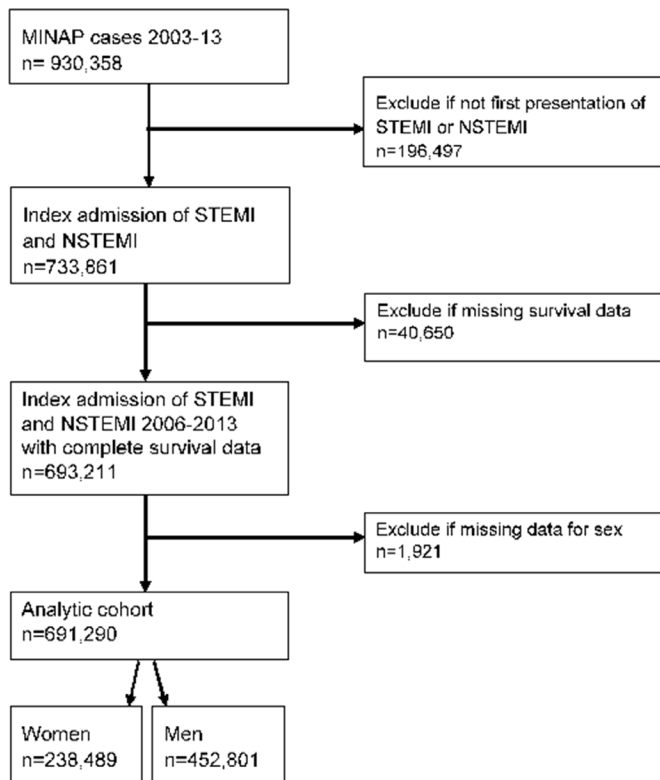 MINAP cases 2003-13
n= 930,358
Exclude if not first presentation of
STEMI or NSTEMI
n=196,497
Index admission of STEMI
and NSTEMI
n=733,861
Exclude if missing survival data
n=40,650
Index admission of STEMI
and NSTEMI 2006-2013
with complete survival data
n=693,211
Exclude if missing data for sex
n=1,921
Analytic cohort
n=691,290
Women
n=238,489
Men
n=452,801